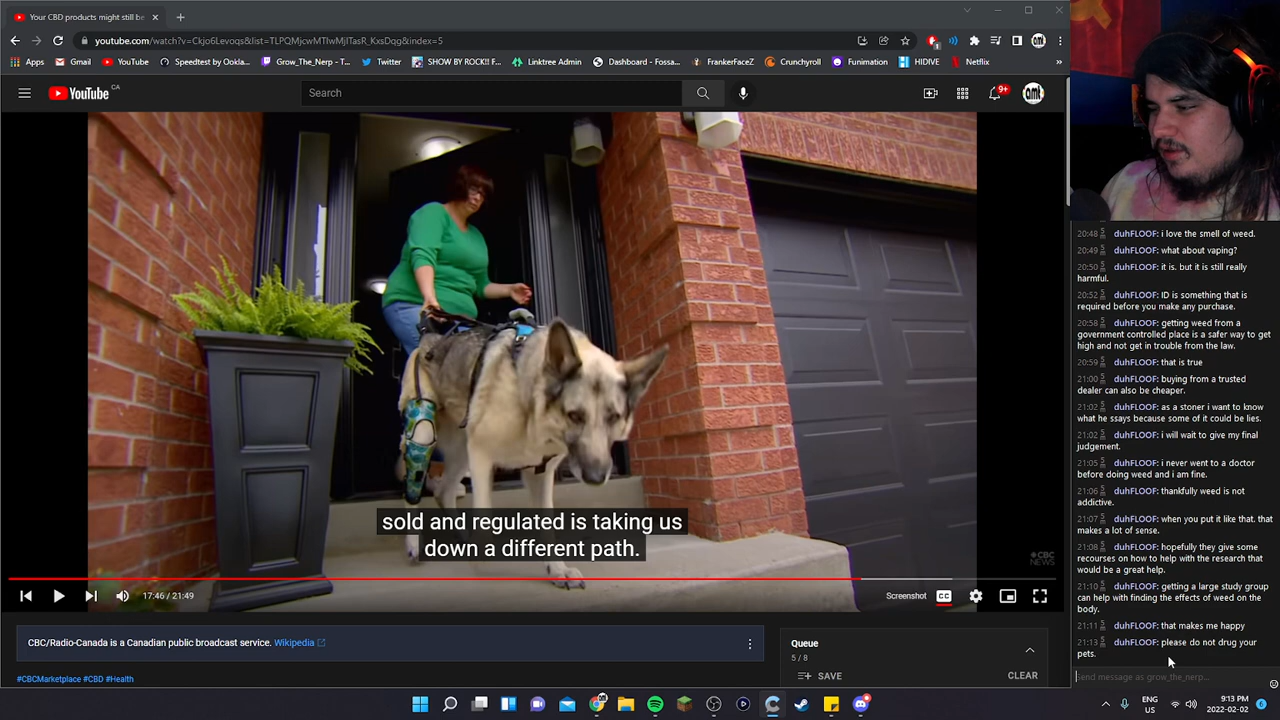 Your CBD products might still be
youtube.com/watch?v=Ckjo6Levoqs&list=TLPQMjcwMTIwMjITasR_KxsDqg&index=5
Apps Gmail YouTube Speedtest by Ookla... Grow_The_Nerp - T... Twitter SHOW BY ROCK!! F... Linktree Admin Dashboard - Fossa... FrankerFaceZ Crunchyroll Funimation HIDIVE Netflix »
YouTube CA
Search
9+
amt
sold and regulated is taking us
down a different path.
CBC
NEWS
17:46 / 21:49
Screenshot
CC
CBC/Radio-Canada is a Canadian public broadcast service. Wikipedia
#CBCMarketplace #CBD #Health
Queue
5 / 8
SAVE
CLEAR
20:48 duhFLOOF: i love the smell of weed.
20:49 duhFLOOF: what about vaping?
20:50 duhFLOOF: it is. but it is still really
harmful.
20:52 duhFLOOF: ID is something that is
required before you make any purchase.
20:58 duhFLOOF: getting weed from a
government controlled place is a safer way to get
high and not get in trouble from the law.
20:59 duhFLOOF: that is true
21:00 duhFLOOF: buying from a trusted
dealer can also be cheaper.
21:02 duhFLOOF: as a stoner i want to know
what he ssays because some of it could be lies.
21:02 duhFLOOF: i will wait to give my final
judgement.
21:05 duhFLOOF: i never went to a doctor
before doing weed and i am fine.
21:06 duhFLOOF: thankfully weed is not
addictive.
21:07 duhFLOOF: when you put it like that. that
makes a lot of sense.
21:08 duhFLOOF: hopefully they give some
recourses on how to help with the research that
would be a great help.
21:10 duhFLOOF: getting a large study group
can help with finding the effects of weed on the
body.
21:11 duhFLOOF: that makes me happy
21:13 duhFLOOF: please do not drug your
pets.
Send message as grow_the_nerp...
ENG
US
9:13 PM
2022-02-02
6